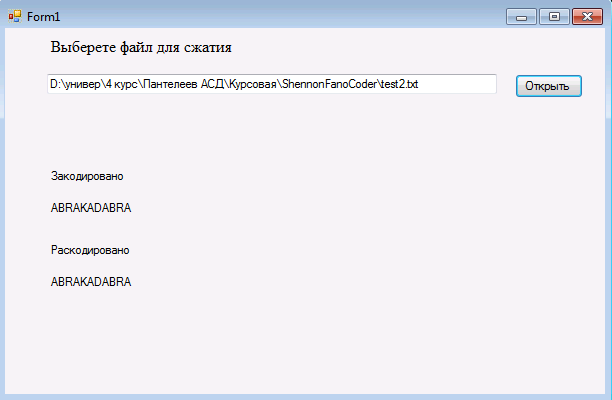 Form1
Выберете файл для сжатия
D:\универ\4 курс\Пантелеев АСД\Курсовая\ShennonFanoCoder\test2.txt
Открыть
Закодировано
ABRAKADABRA
Раскодировано
ABRAKADABRA